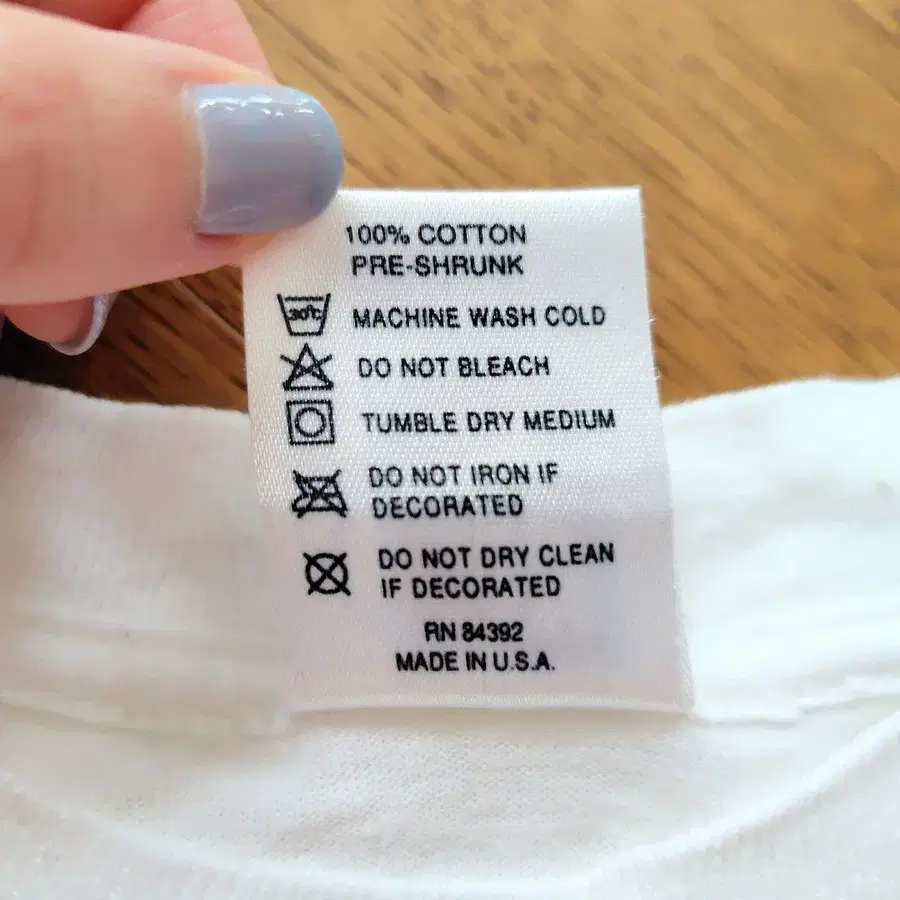 100% COTTON
PRE-SHRUNK
30°C MACHINE WASH COLD
DO NOT BLEACH
TUMBLE DRY MEDIUM
DO NOT IRON IF
DECORATED
DO NOT DRY CLEAN
IF DECORATED
RN 84392
MADE IN U.S.A.